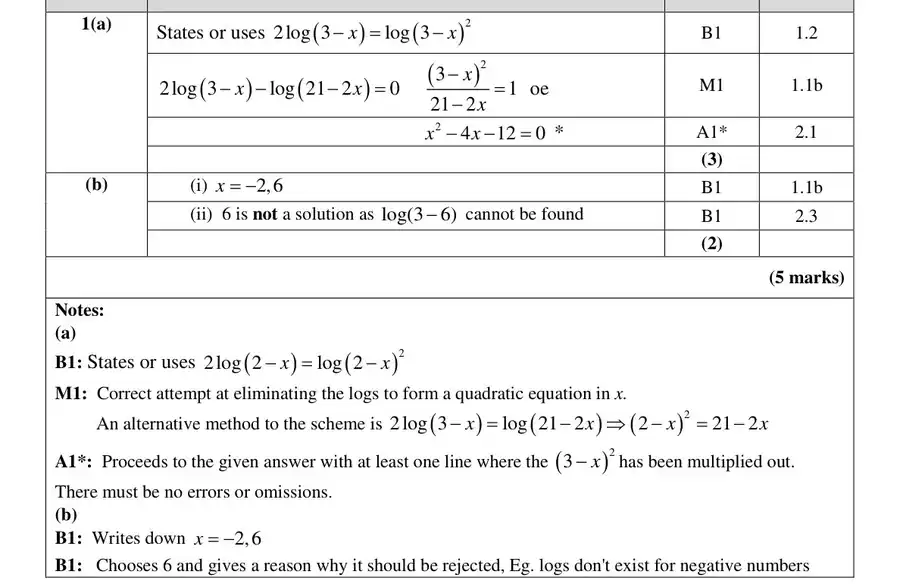 1(a) States or uses 2log(3−x)=log(3−x)² B1 1.2
2log(3−x)−log(21−2x)=0 (3−x)²/(21−2x)=1 oe M1 1.1b
x²−4x−12=0 * A1* 2.1
(3)
(b) (i) x=−2,6 B1 1.1b
(ii) 6 is not a solution as log(3−6) cannot be found B1 2.3
(2)
(5 marks)
Notes:
(a)
B1: States or uses 2log(2−x)=log(2−x)²
M1: Correct attempt at eliminating the logs to form a quadratic equation in x.
An alternative method to the scheme is 2log(3−x)=log(21−2x)⇒(2−x)²=21−2x
A1*: Proceeds to the given answer with at least one line where the (3−x)² has been multiplied out.
There must be no errors or omissions.
(b)
B1: Writes down x=−2,6
B1: Chooses 6 and gives a reason why it should be rejected, Eg. logs don't exist for negative numbers